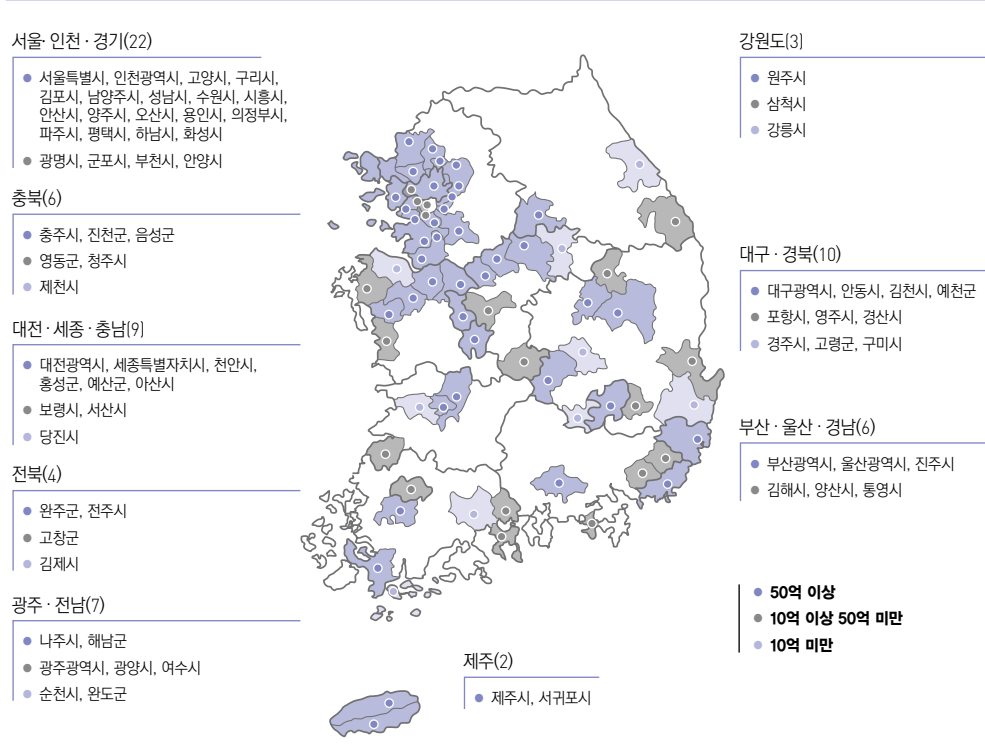 서울· 인천 · 경기(22)
서울특별시, 인천광역시, 고양시, 구리시,
김포시, 남양주시, 성남시, 수원시, 시흥시,
안산시, 양주시, 오산시, 용인시, 의정부시,
파주시, 평택시, 하남시, 화성시
광명시, 군포시, 부천시, 안양시
충북(6)
충주시, 진천군, 음성군
영동군, 청주시
제천시
대전 · 세종 · 충남(9)
대전광역시, 세종특별자치시, 천안시,
홍성군, 예산군, 아산시
보령시, 서산시
당진시
전북(4)
완주군, 전주시
고창군
김제시
광주 · 전남(7)
나주시, 해남군
광주광역시, 광양시, 여수시
순천시, 완도군
제주(2)
제주시, 서귀포시
강원도(3)
원주시
삼척시
강릉시
대구 · 경북(10)
대구광역시, 안동시, 김천시, 예천군
포항시, 영주시, 경산시
경주시, 고령군, 구미시
부산 · 울산 · 경남(6)
부산광역시, 울산광역시, 진주시
김해시, 양산시, 통영시
50억 이상
10억 이상 50억 미만
10억 미만